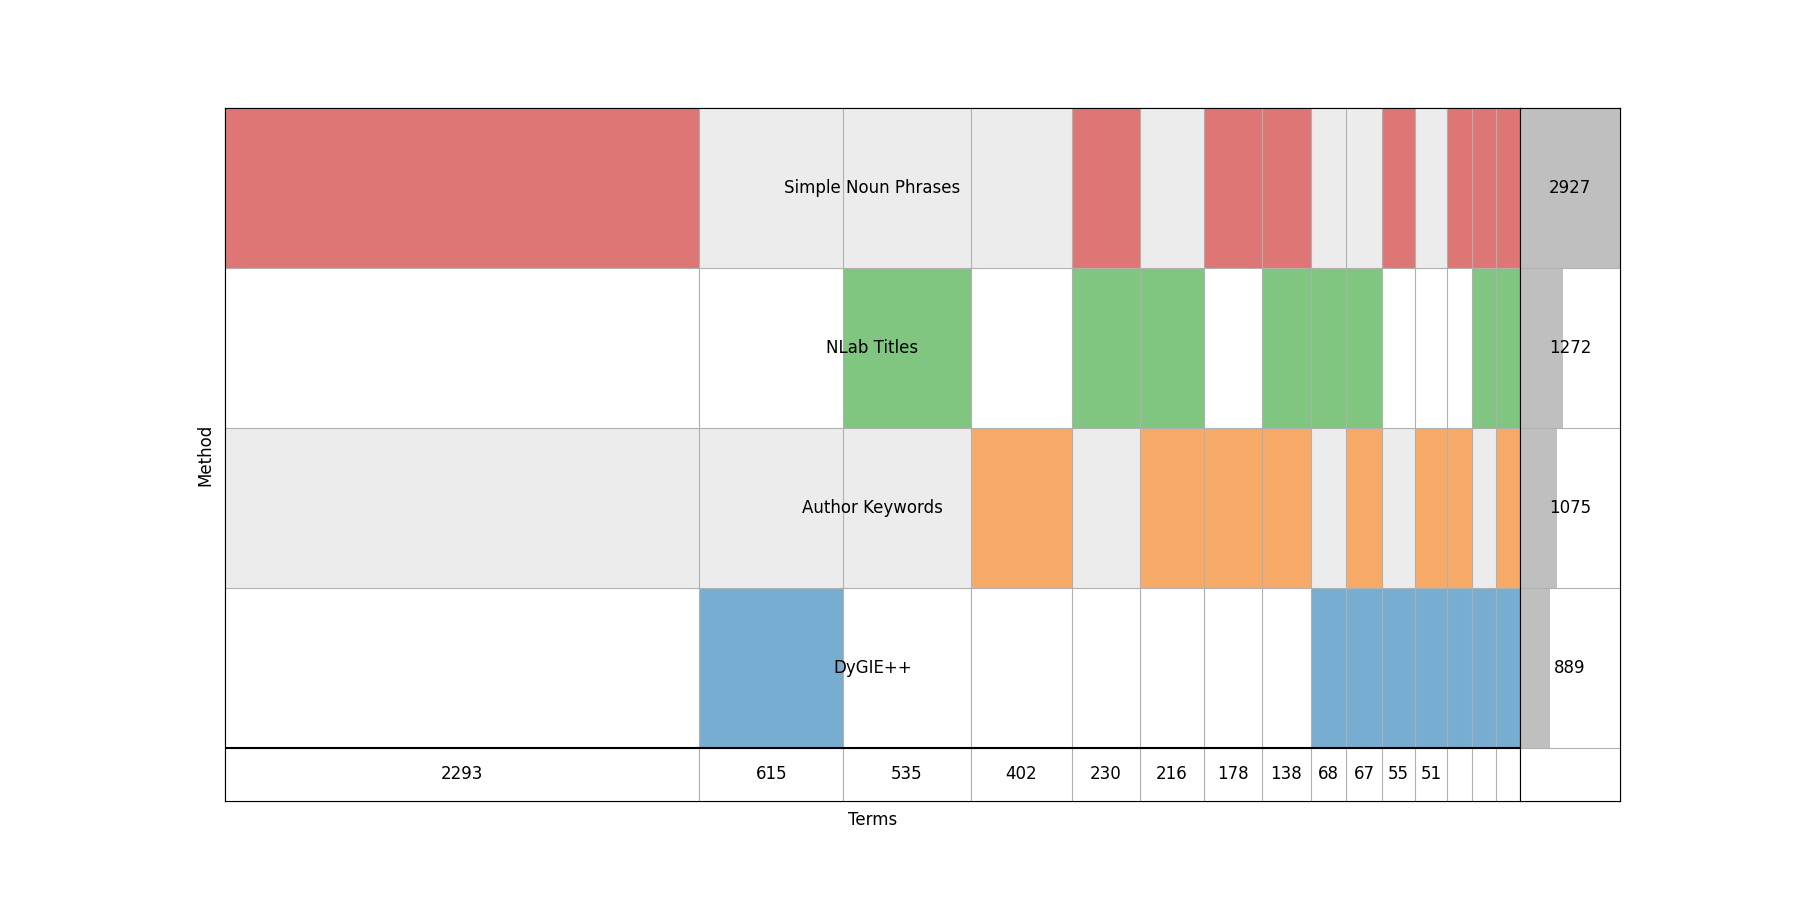 Simple Noun Phrases
2927
NLab Titles
1272
Method
Author Keywords
1075
DyGIE++
889
2293 615 535 402 230 216 178 138 68 67 55 51
Terms